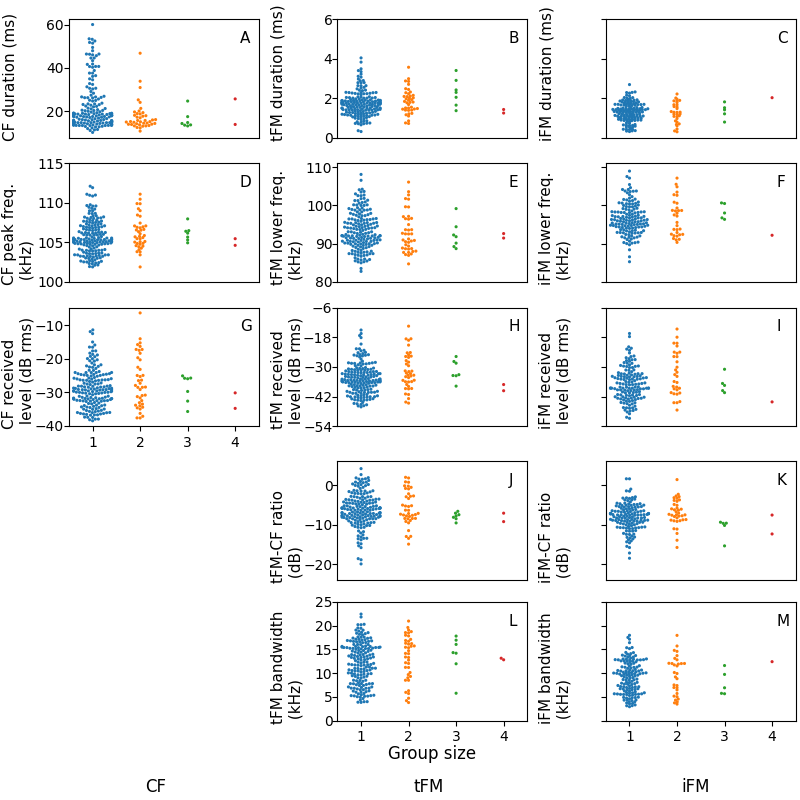 CF duration (ms)
60
40
20
A
tFM duration (ms)
6
4
2
0
B
iFM duration (ms)
C
CF peak freq.
(kHz)
115
110
105
100
D
tFM lower freq.
(kHz)
110
100
90
80
E
iFM lower freq.
(kHz)
F
CF received
level (dB rms)
−10
−20
−30
−40
G
1 2 3 4
tFM received
level (dB rms)
−6
−18
−30
−42
−54
H
iFM received
level (dB rms)
I
tFM-CF ratio
(dB)
0
−10
−20
J
iFM-CF ratio
(dB)
K
tFM bandwidth
(kHz)
25
20
15
10
5
0
L
1 2 3 4
iFM bandwidth
(kHz)
M
1 2 3 4
Group size
CF tFM iFM